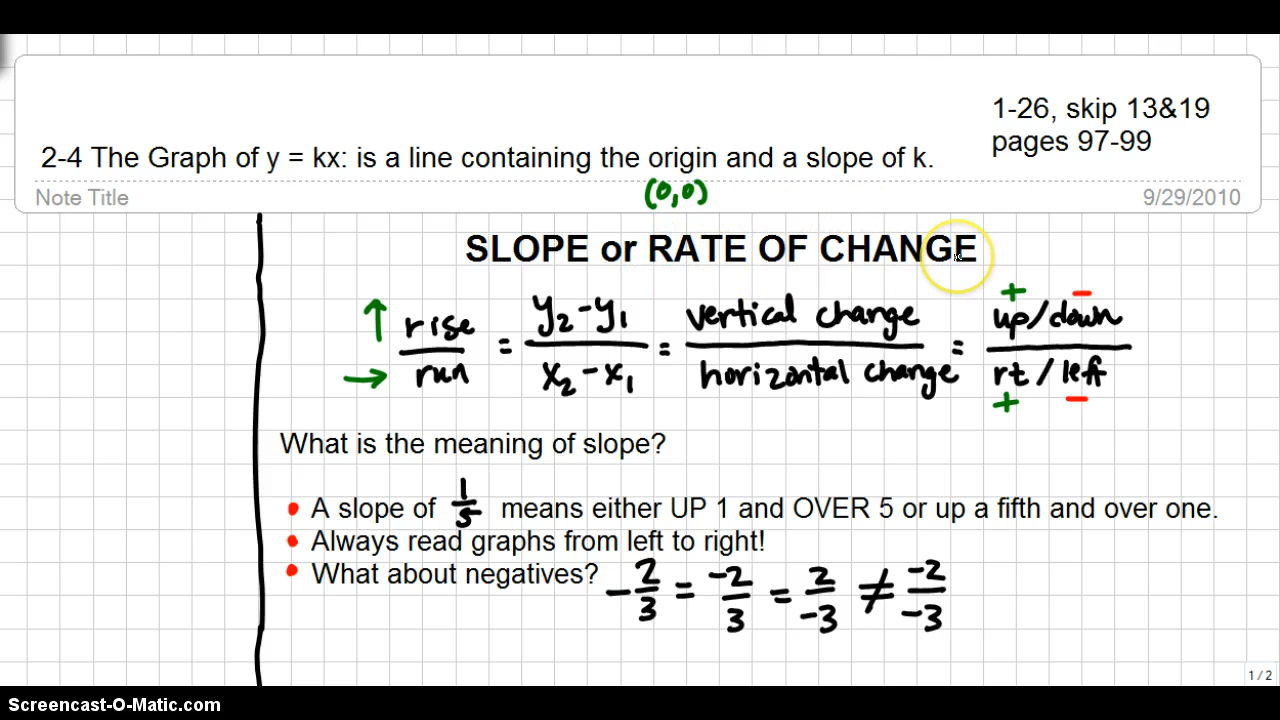 1-26, skip 13&19
pages 97-99
2-4 The Graph of y = kx: is a line containing the origin and a slope of k.
(0,0)
Note Title
9/29/2010
SLOPE or RATE OF CHANGE
↑ rise / → run = y₂-y₁ / x₂-x₁ = vertical change / horizontal change = + up/down - / + rt/left -
What is the meaning of slope?
• A slope of 1/5 means either UP 1 and OVER 5 or up a fifth and over one.
• Always read graphs from left to right!
• What about negatives? -2/3 = -2/3 = 2/-3 ≠ -2/-3
1 / 2
Screencast-O-Matic.com